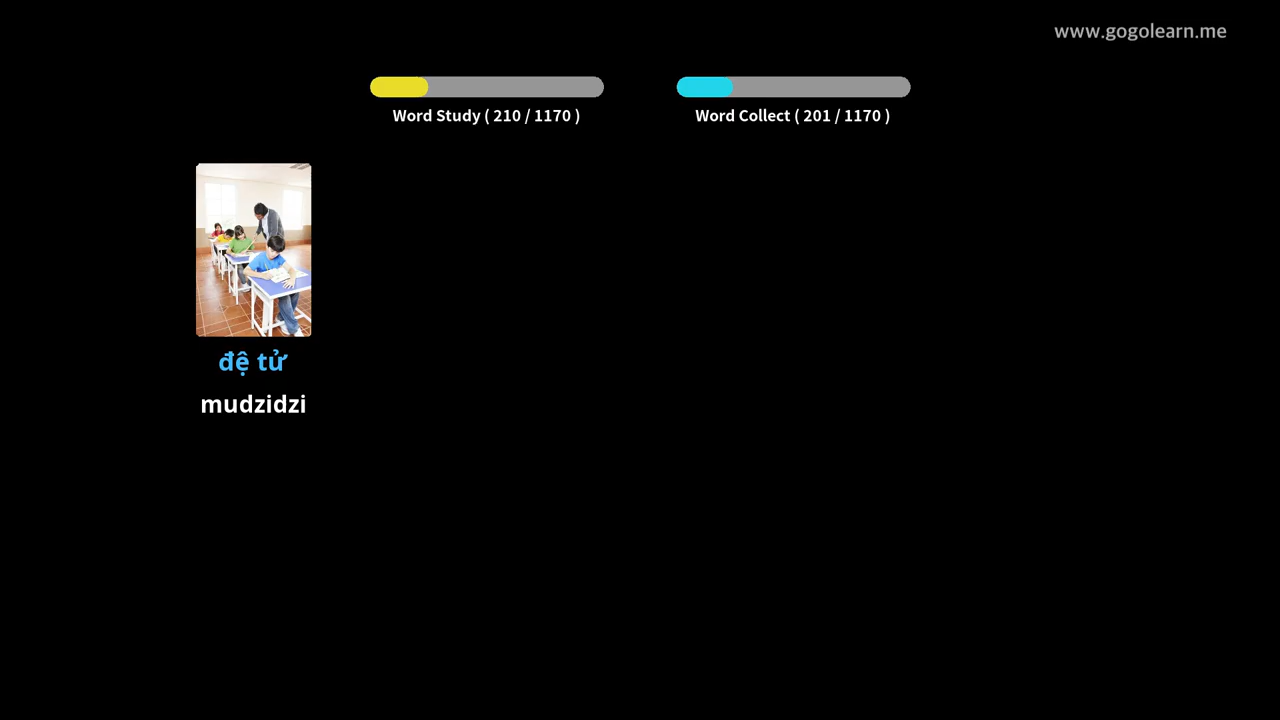 www.gogolearn.me
Word Study ( 210 / 1170 )
Word Collect ( 201 / 1170 )
đệ tử
mudzidzi